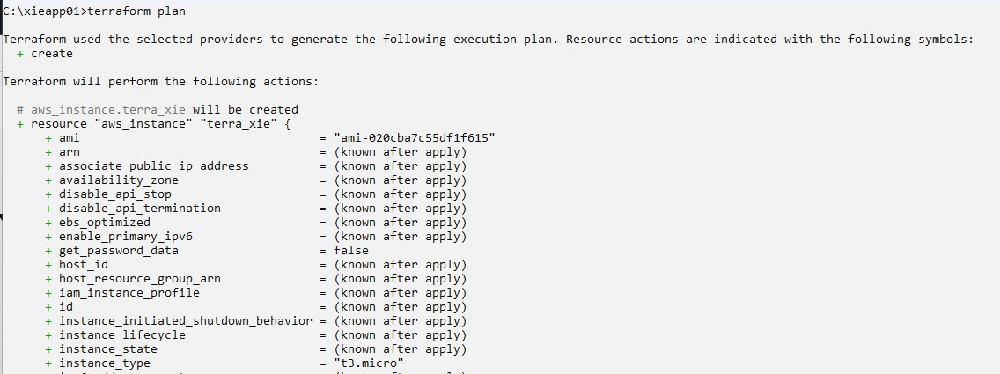 C:\xieapp01>terraform plan
Terraform used the selected providers to generate the following execution plan. Resource actions are indicated with the following symbols:
+ create
Terraform will perform the following actions:
# aws_instance.terra_xie will be created
+ resource "aws_instance" "terra_xie" {
+ ami = "ami-020cba7c55df1f615"
+ arn = (known after apply)
+ associate_public_ip_address = (known after apply)
+ availability_zone = (known after apply)
+ disable_api_stop = (known after apply)
+ disable_api_termination = (known after apply)
+ ebs_optimized = (known after apply)
+ enable_primary_ipv6 = (known after apply)
+ get_password_data = false
+ host_id = (known after apply)
+ host_resource_group_arn = (known after apply)
+ iam_instance_profile = (known after apply)
+ id = (known after apply)
+ instance_initiated_shutdown_behavior = (known after apply)
+ instance_lifecycle = (known after apply)
+ instance_state = (known after apply)
+ instance_type = "t3.micro"